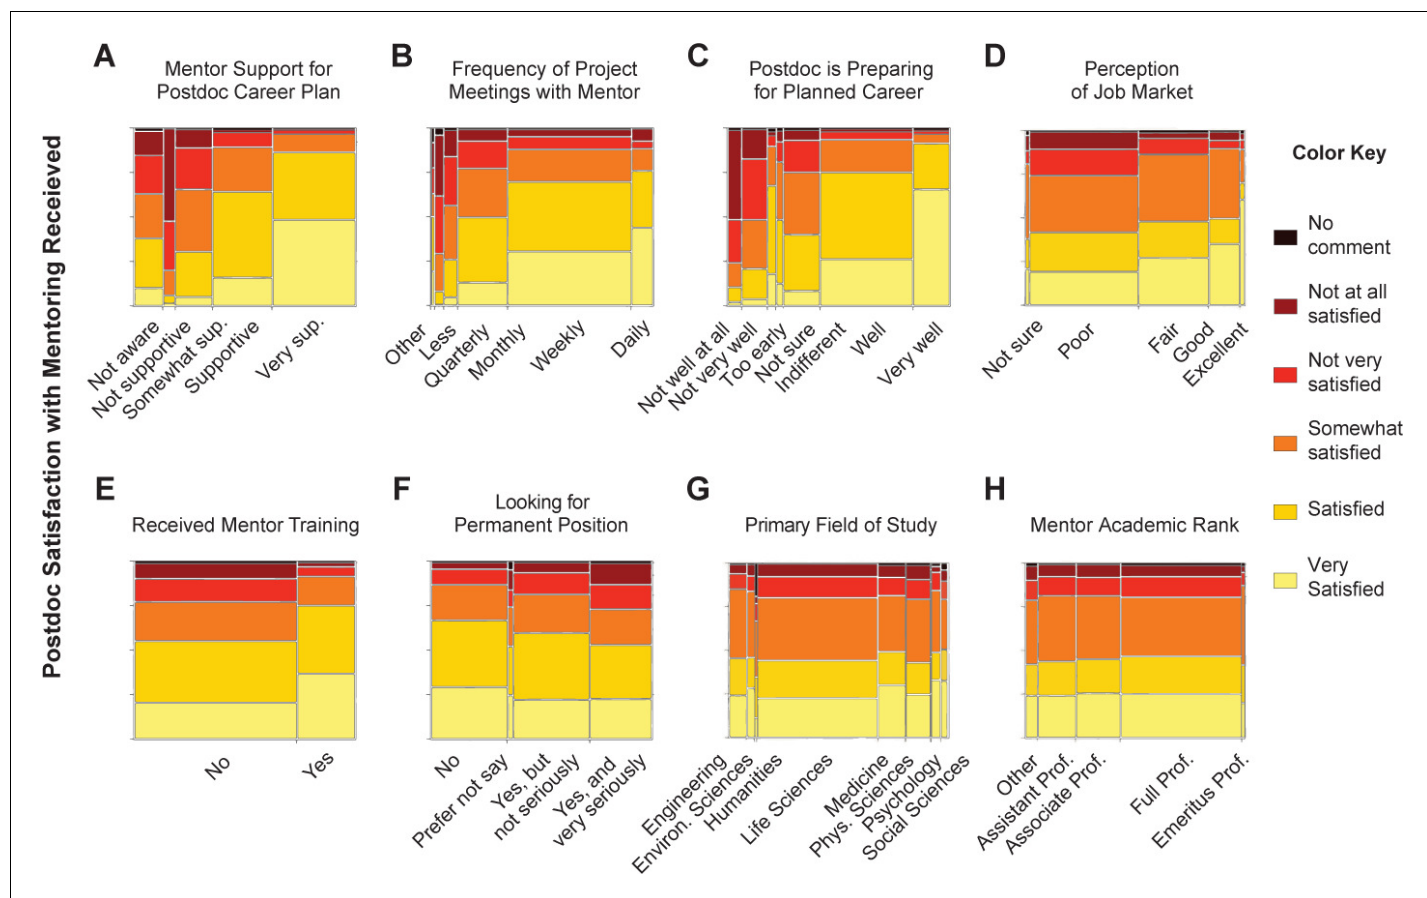 Postdoc Satisfaction with Mentoring Receieved
A
Mentor Support for
Postdoc Career Plan
Not aware
Not supportive
Somewhat sup.
Supportive
Very sup.
B
Frequency of Project
Meetings with Mentor
Other
Less
Quarterly
Monthly
Weekly
Daily
C
Postdoc is Preparing
for Planned Career
Not well at all
Not very well
Too early
Not sure
Indifferent
Well
Very well
D
Perception
of Job Market
Not sure
Poor
Fair
Good
Excellent
Color Key
No
comment
Not at all
satisfied
Not very
satisfied
Somewhat
satisfied
Satisfied
Very
Satisfied
E
Received Mentor Training
No
Yes
F
Looking for
Permanent Position
No
Prefer not say
Yes, but
not seriously
Yes, and
very seriously
G
Primary Field of Study
Engineering
Environ. Sciences
Humanities
Life Sciences
Medicine
Phys. Sciences
Psychology
Social Sciences
H
Mentor Academic Rank
Other
Assistant Prof.
Associate Prof.
Full Prof.
Emeritus Prof.